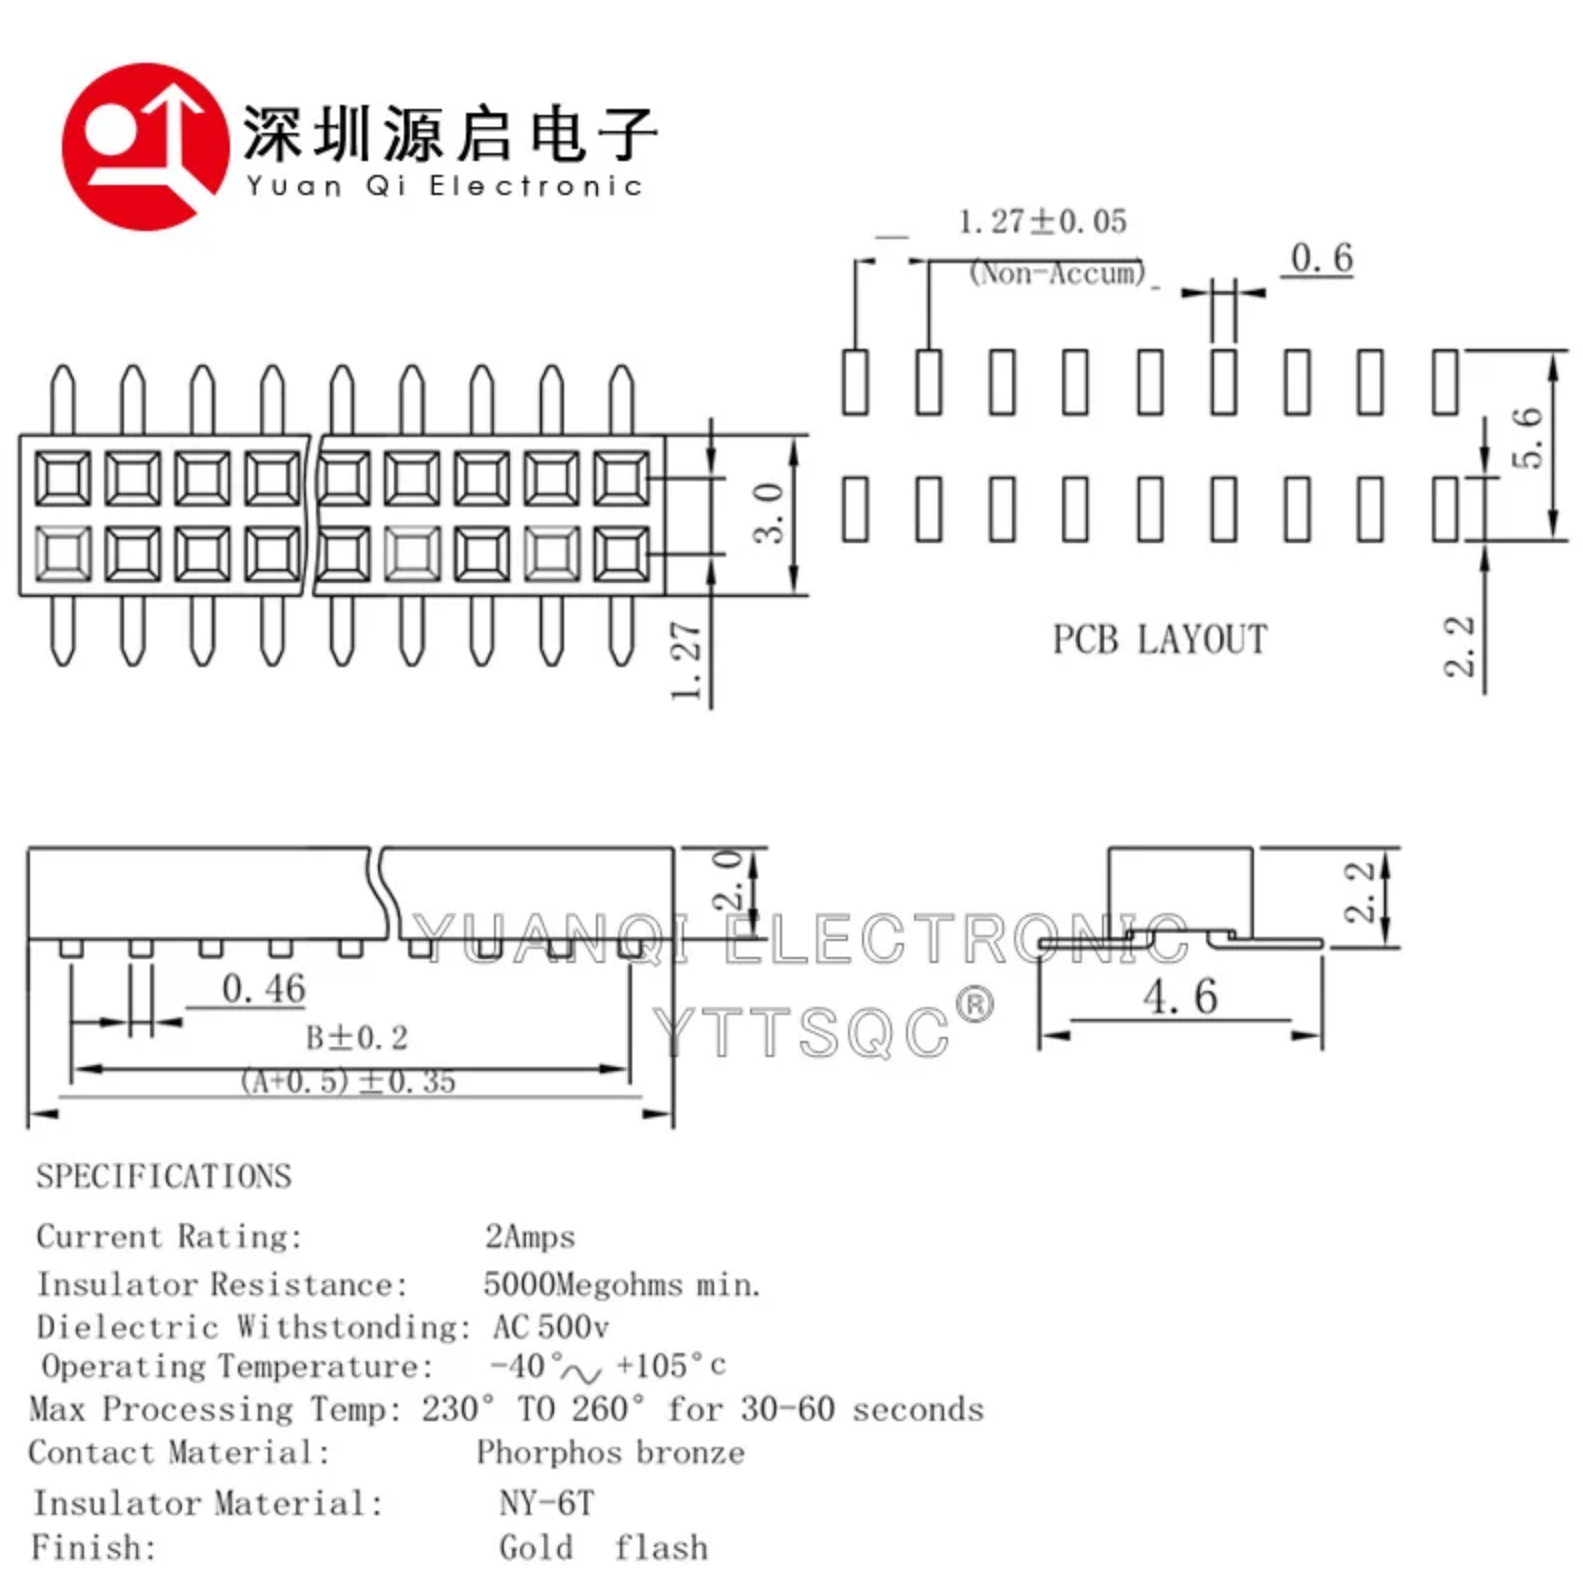 深圳源启电子
Yuan Qi Electronic
1.27±0.05
(Non-Accum)
0.6
5.6
2.2
PCB LAYOUT
3.0
1.27
2.0
0.46
B±0.2
(A+0.5)±0.35
2.2
4.6
YUANQI ELECTRONIC
YTTSQC®
SPECIFICATIONS
Current Rating: 2Amps
Insulator Resistance: 5000Megohms min.
Dielectric Withstonding: AC 500v
Operating Temperature: -40°～ +105°c
Max Processing Temp: 230° TO 260° for 30-60 seconds
Contact Material: Phorphos bronze
Insulator Material: NY-6T
Finish: Gold flash